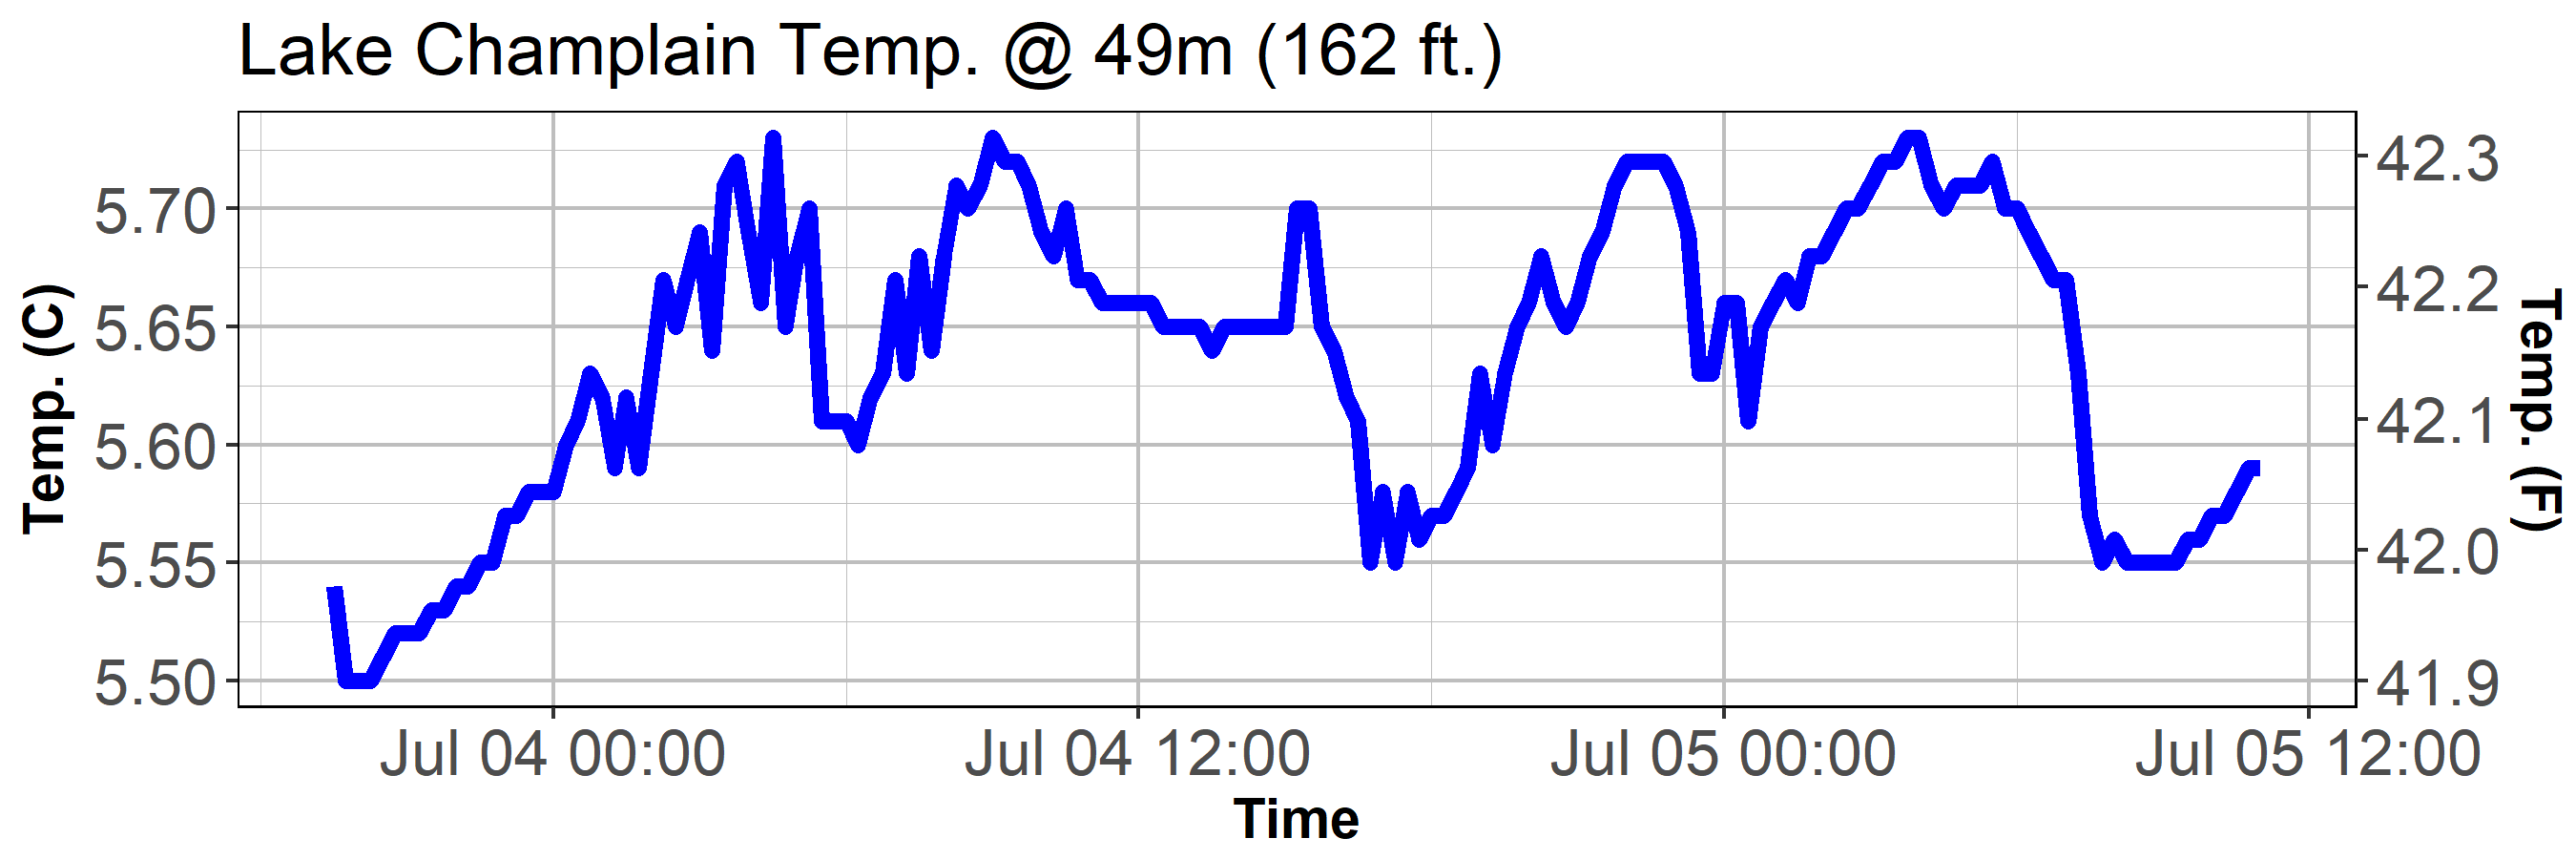 Lake Champlain Temp. @ 49m (162 ft.)
Temp. (C)
5.70
5.65
5.60
5.55
5.50
42.3
42.2
42.1
42.0
41.9
Temp. (F)
Jul 04 00:00
Jul 04 12:00
Jul 05 00:00
Jul 05 12:00
Time